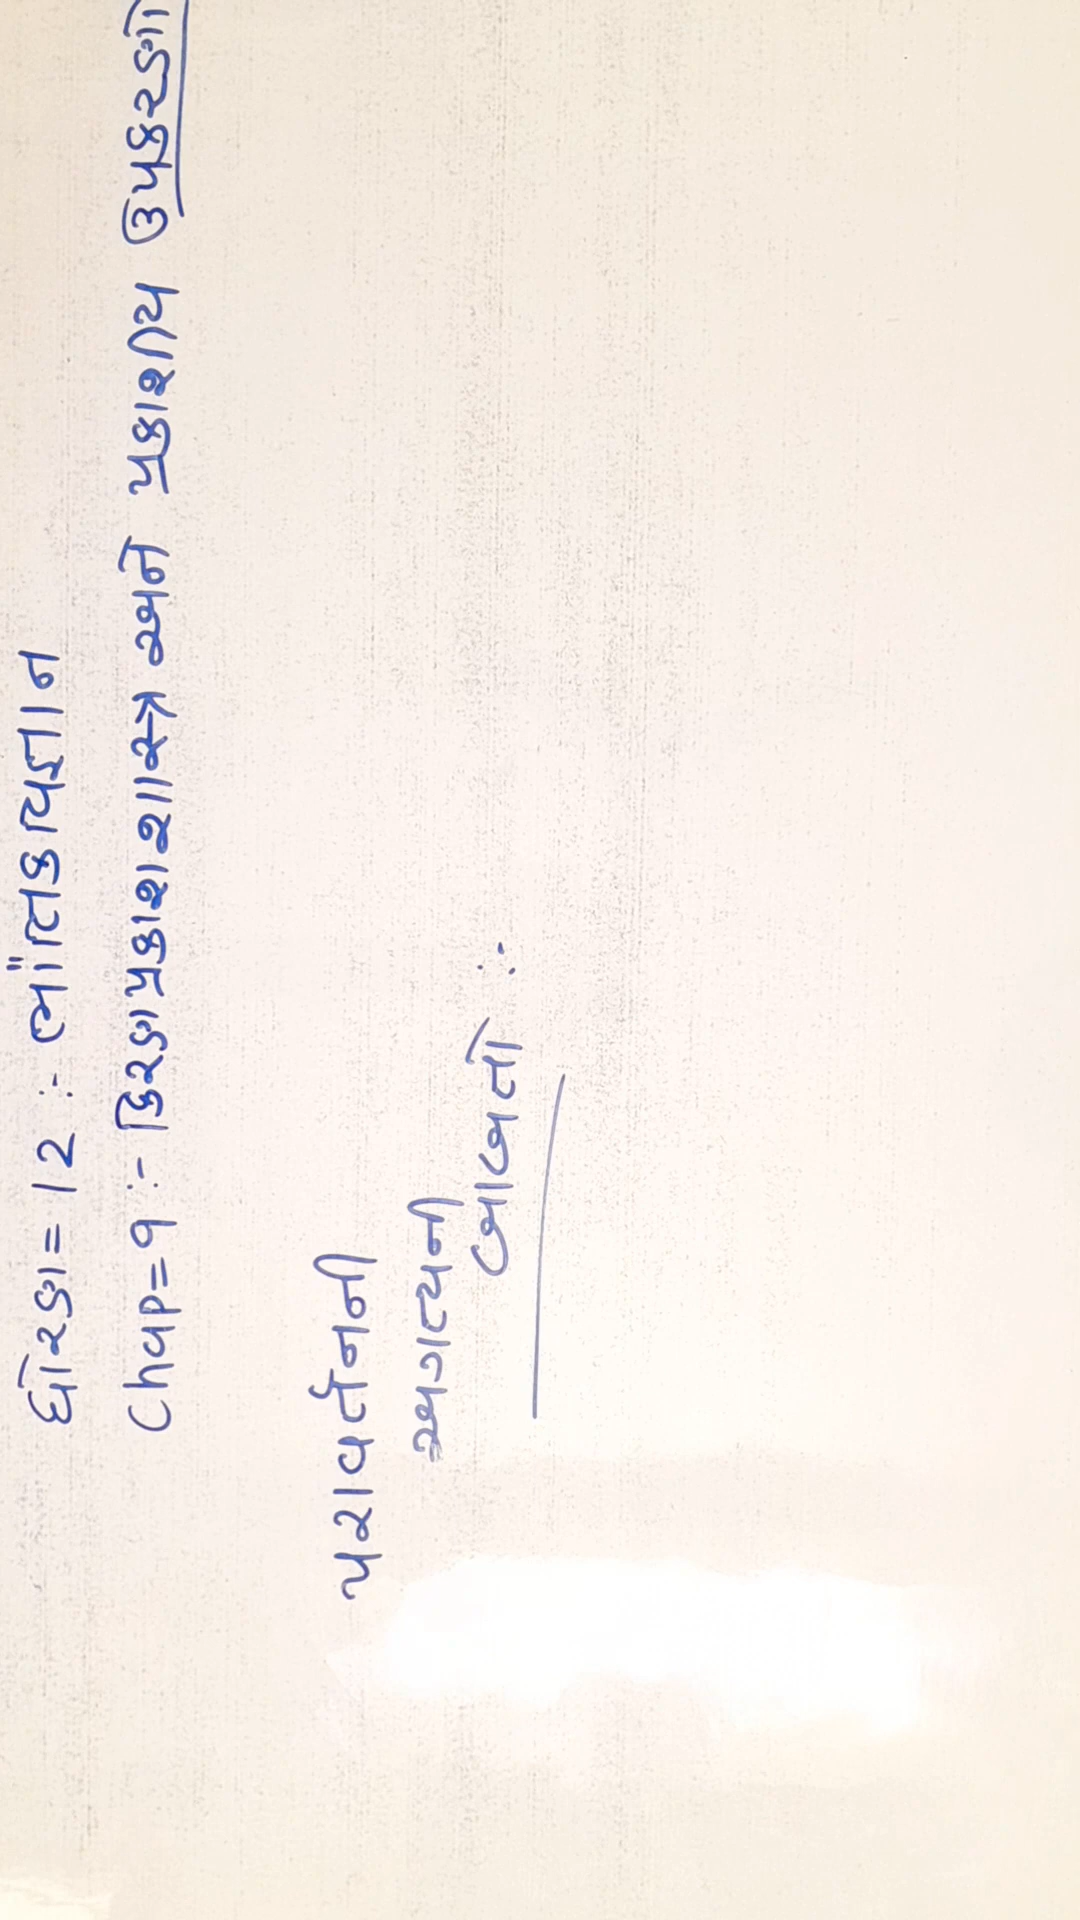 ધોરણ = 12 :- ભૌતિકવિજ્ઞાન
Chap = 9 :- કિરણપ્રકાશશાસ્ત્ર અને પ્રકાશીય ઉપકરણો
પરાવર્તનની
અગત્યની
બાબતો :-